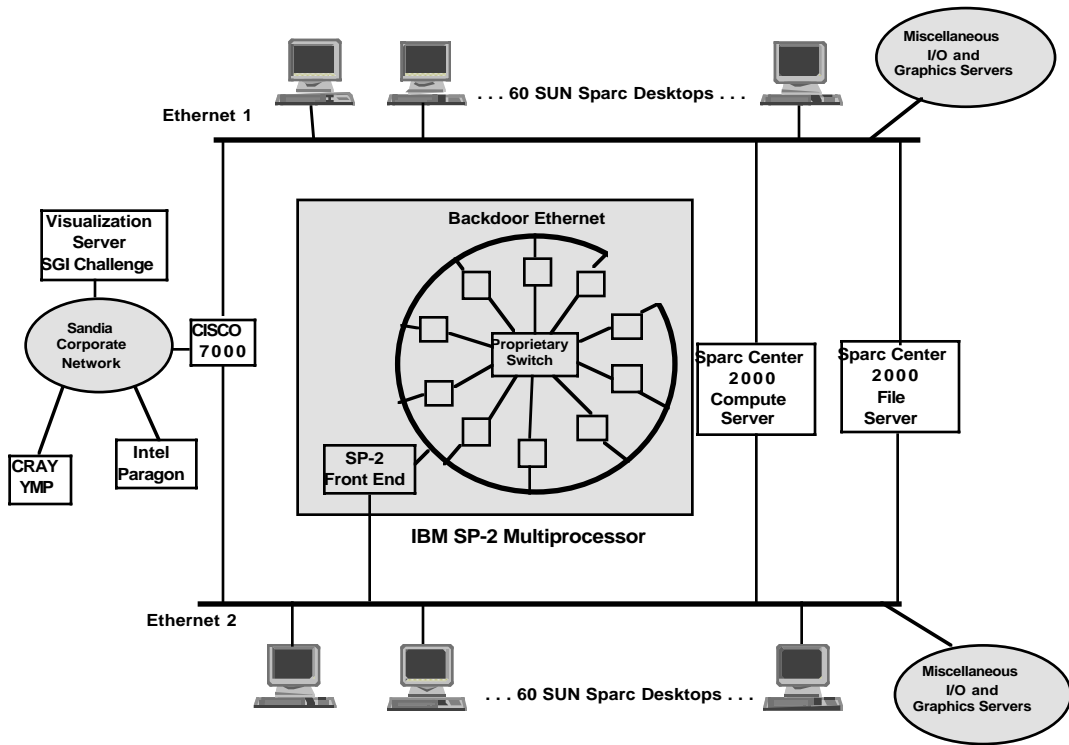 Miscellaneous
I/O and
Graphics Servers
. . . 60 SUN Sparc Desktops . . .
Ethernet 1
Backdoor Ethernet
Visualization
Server
SGI Challenge
Sandia
Corporate
Network
CISCO
7000
Proprietary
Switch
Sparc Center
2000
Compute
Server
Sparc Center
2000
File
Server
CRAY
YMP
Intel
Paragon
SP-2
Front End
IBM SP-2 Multiprocessor
Ethernet 2
. . . 60 SUN Sparc Desktops . . .
Miscellaneous
I/O and
Graphics Servers